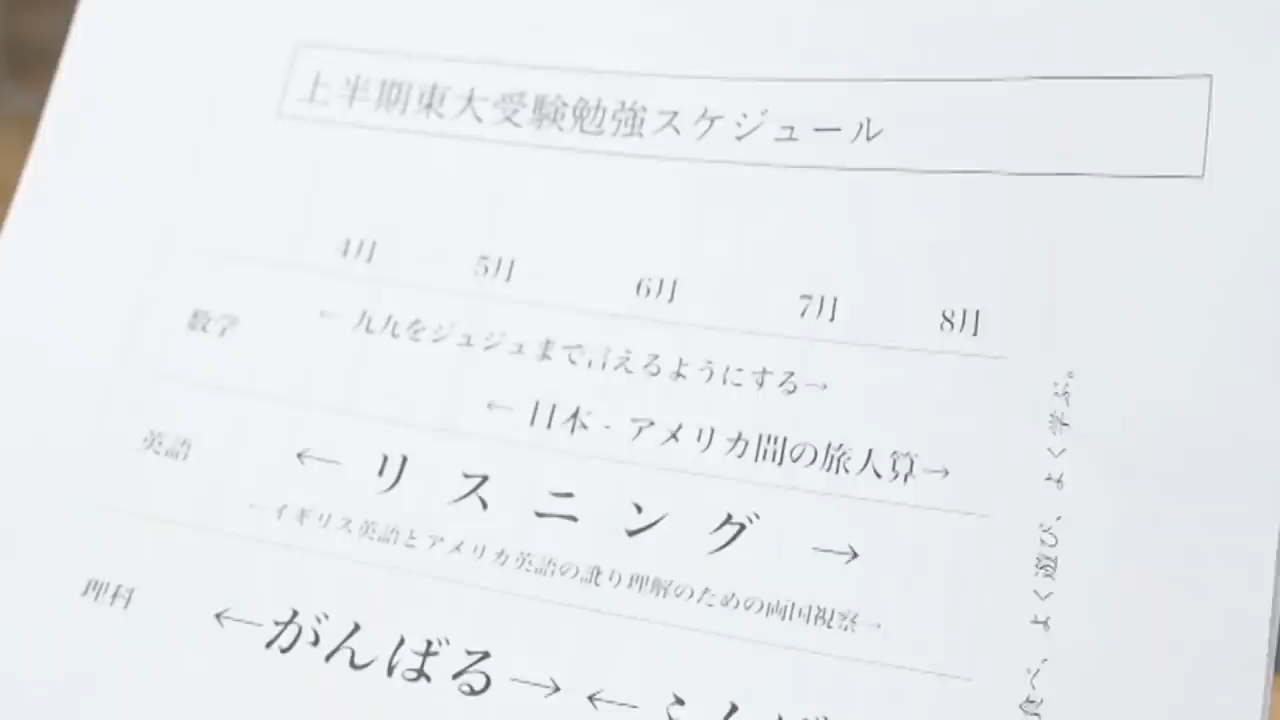 上半期東大受験勉強スケジュール
4月 5月 6月 7月 8月
数学 ← 九九をジュジュまで言えるようにする→
← 日本 - アメリカ間の旅人算→
英語 ← リスニング →
←イギリス英語とアメリカ英語の訛り理解のための両国視察→
理科 ←がんばる→ ←
よく遊び、よく学ぶ。